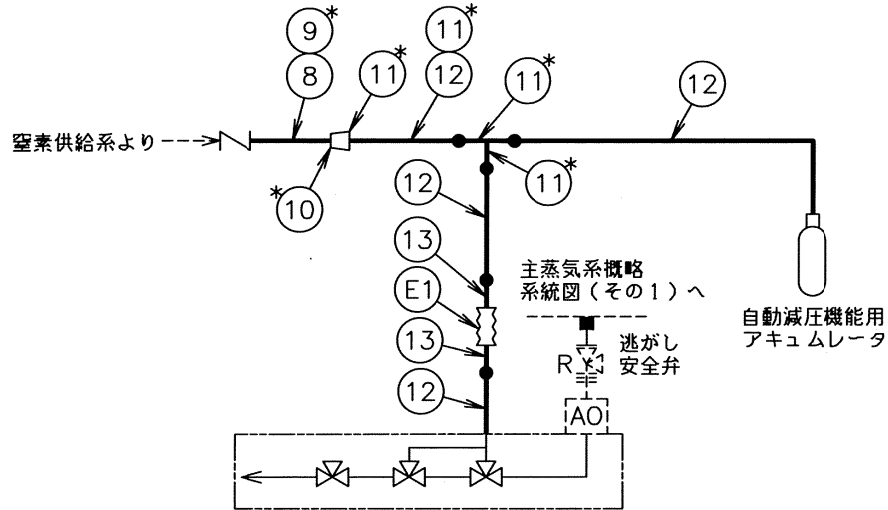 9*
8
11*
11*
12
11*
12
窒素供給系より
*10
12
11*
13
主蒸気系概略
系統図(その1)へ
E1
自動減圧機能用
アキュムレータ
13
逃がし
安全弁
R
12
AO